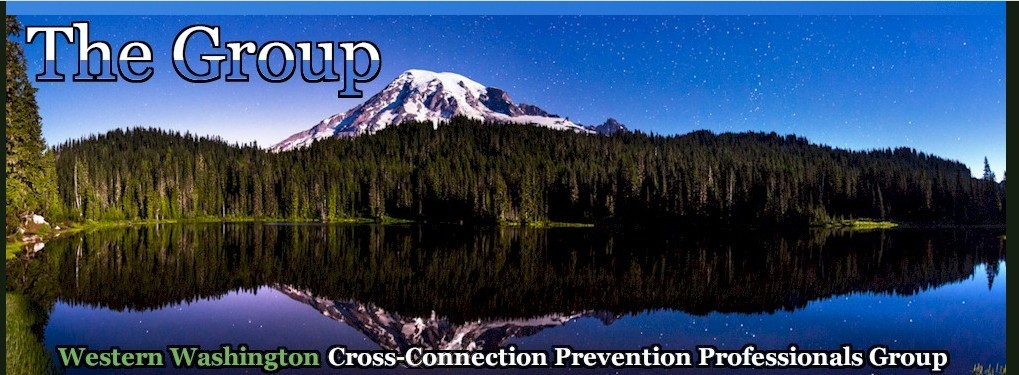 The Group
Western Washington Cross-Connection Prevention Professionals Group